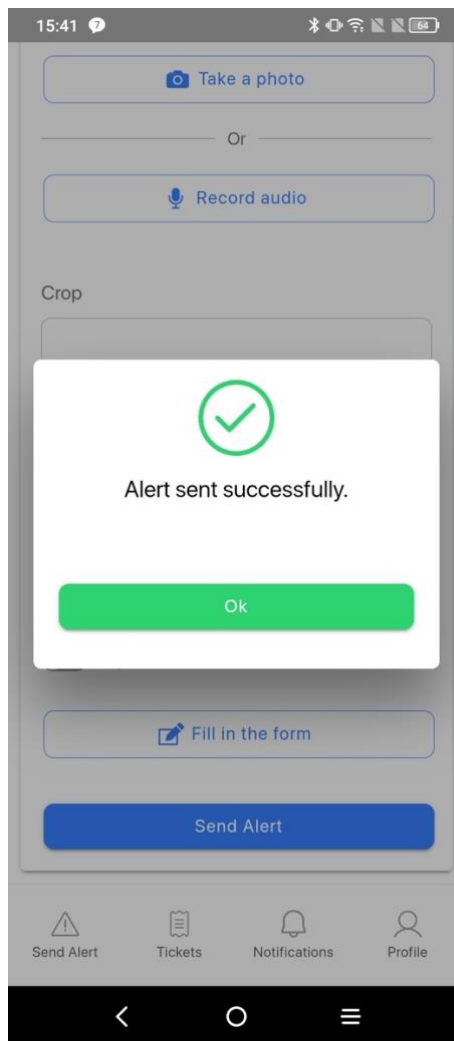 15:41 7 64
Take a photo
Or
Record audio
Crop
Alert sent successfully.
Ok
Fill in the form
Send Alert
Send Alert Tickets Notifications Profile